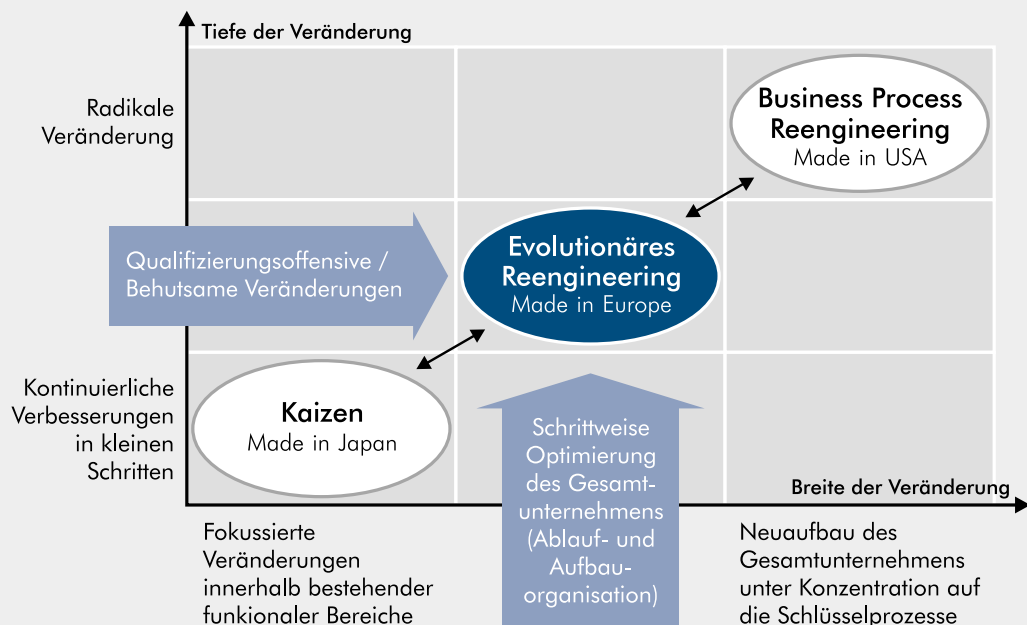 Tiefe der Veränderung
Radikale
Veränderung
Business Process
Reengineering
Made in USA
Qualifizierungsoffensive /
Behutsame Veränderungen
Evolutionäres
Reengineering
Made in Europe
Kontinuierliche
Verbesserungen
in kleinen
Schritten
Kaizen
Made in Japan
Schrittweise
Optimierung
des Gesamt-
unternehmens
(Ablauf- und
Aufbau-
organisation)
Breite der Veränderung
Fokussierte
Veränderungen
innerhalb bestehender
funkionaler Bereiche
Neuaufbau des
Gesamtunternehmens
unter Konzentration auf
die Schlüsselprozesse